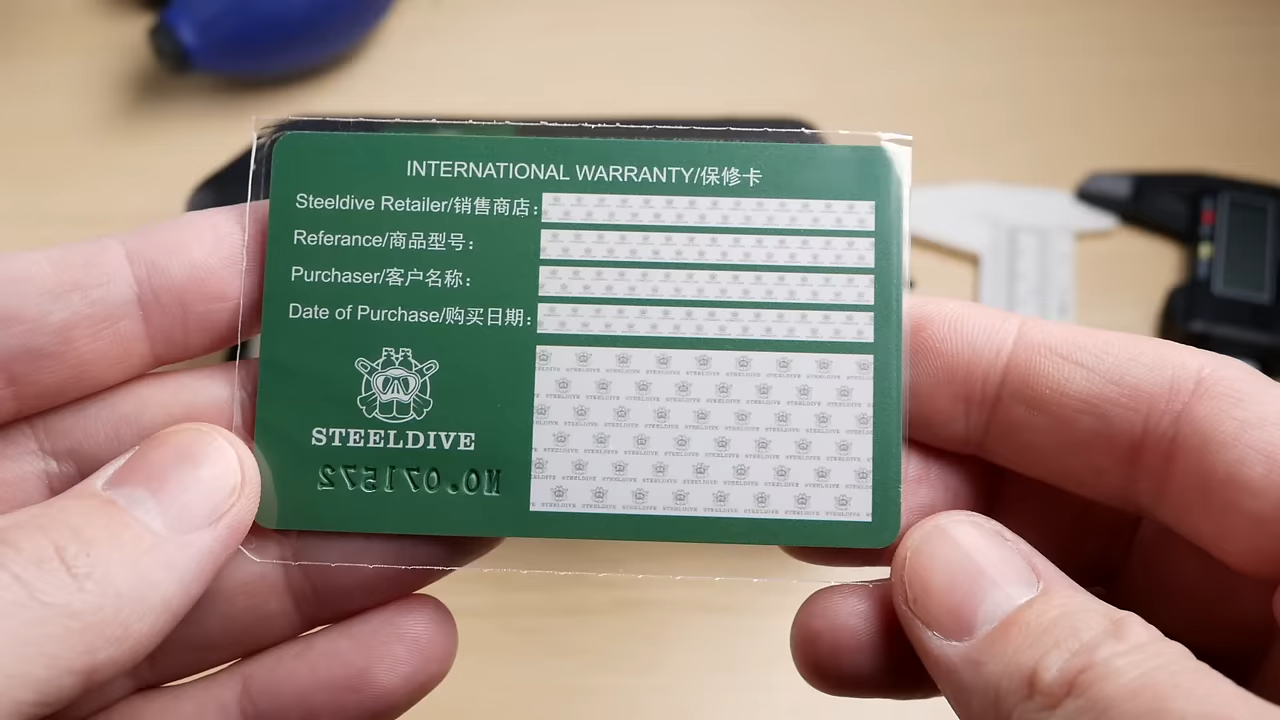 INTERNATIONAL WARRANTY/保修卡
Steeldive Retailer/销售商店:
Referance/商品型号:
Purchaser/客户名称:
Date of Purchase/购买日期:
STEELDIVE
NO.071572